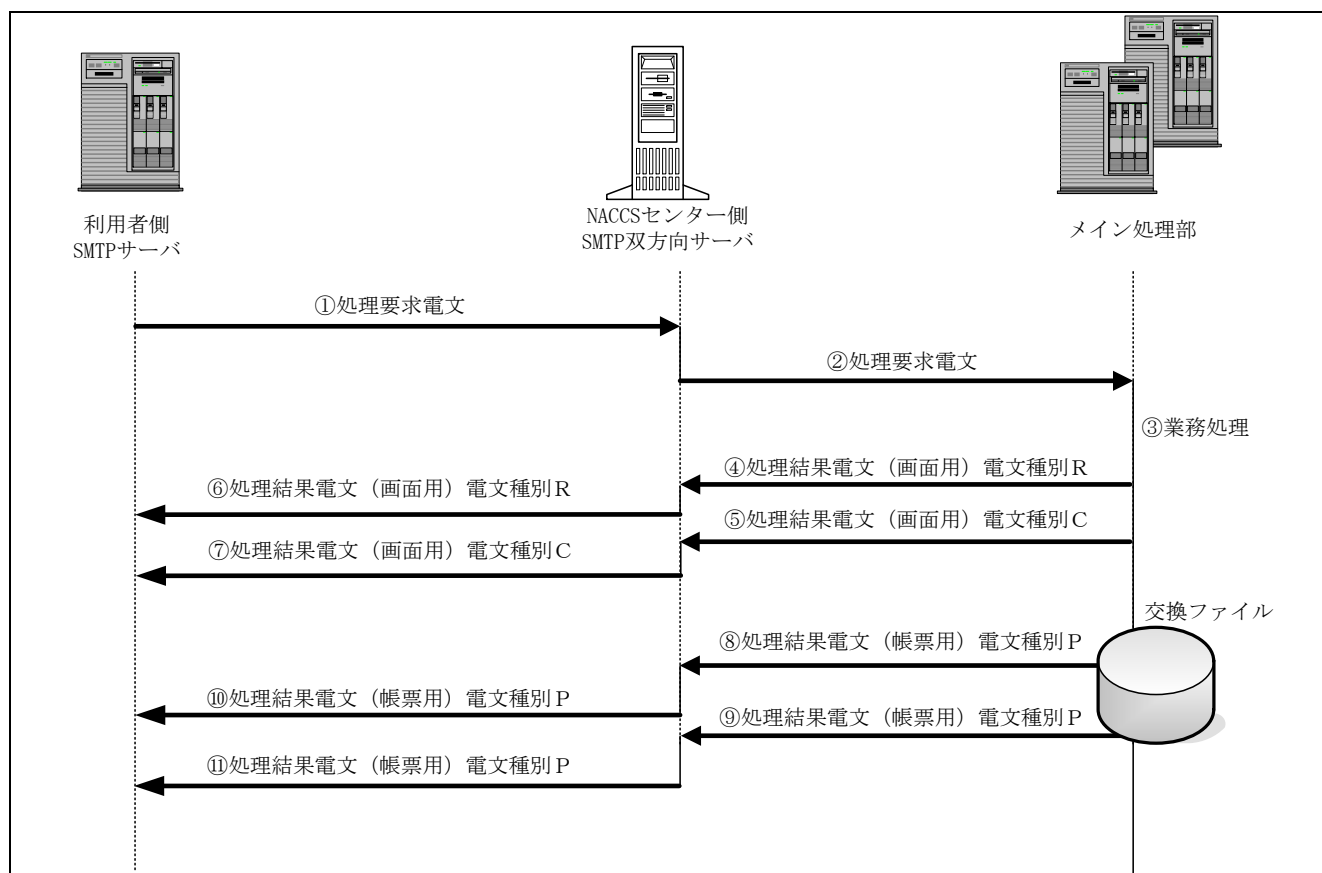 利用者側
SMTPサーバ
NACCSセンター側
SMTP双方向サーバ
メイン処理部
①処理要求電文
②処理要求電文
③業務処理
④処理結果電文（画面用）電文種別Ｒ
⑥処理結果電文（画面用）電文種別Ｒ
⑤処理結果電文（画面用）電文種別Ｃ
⑦処理結果電文（画面用）電文種別Ｃ
交換ファイル
⑧処理結果電文（帳票用）電文種別Ｐ
⑩処理結果電文（帳票用）電文種別Ｐ
⑨処理結果電文（帳票用）電文種別Ｐ
⑪処理結果電文（帳票用）電文種別Ｐ